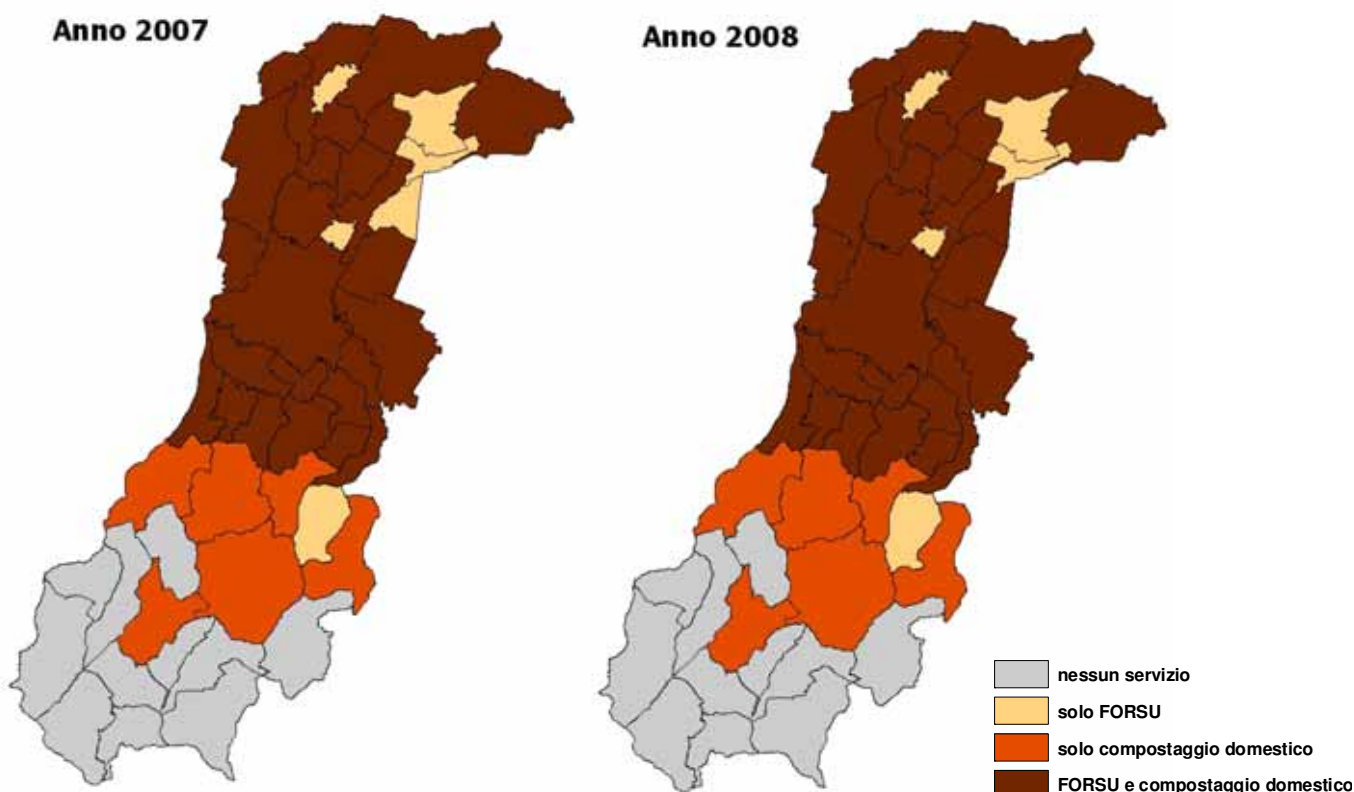 Anno 2007
Anno 2008
nessun servizio
solo FORSU
solo compostaggio domestico
FORSU e compostaggio domestico